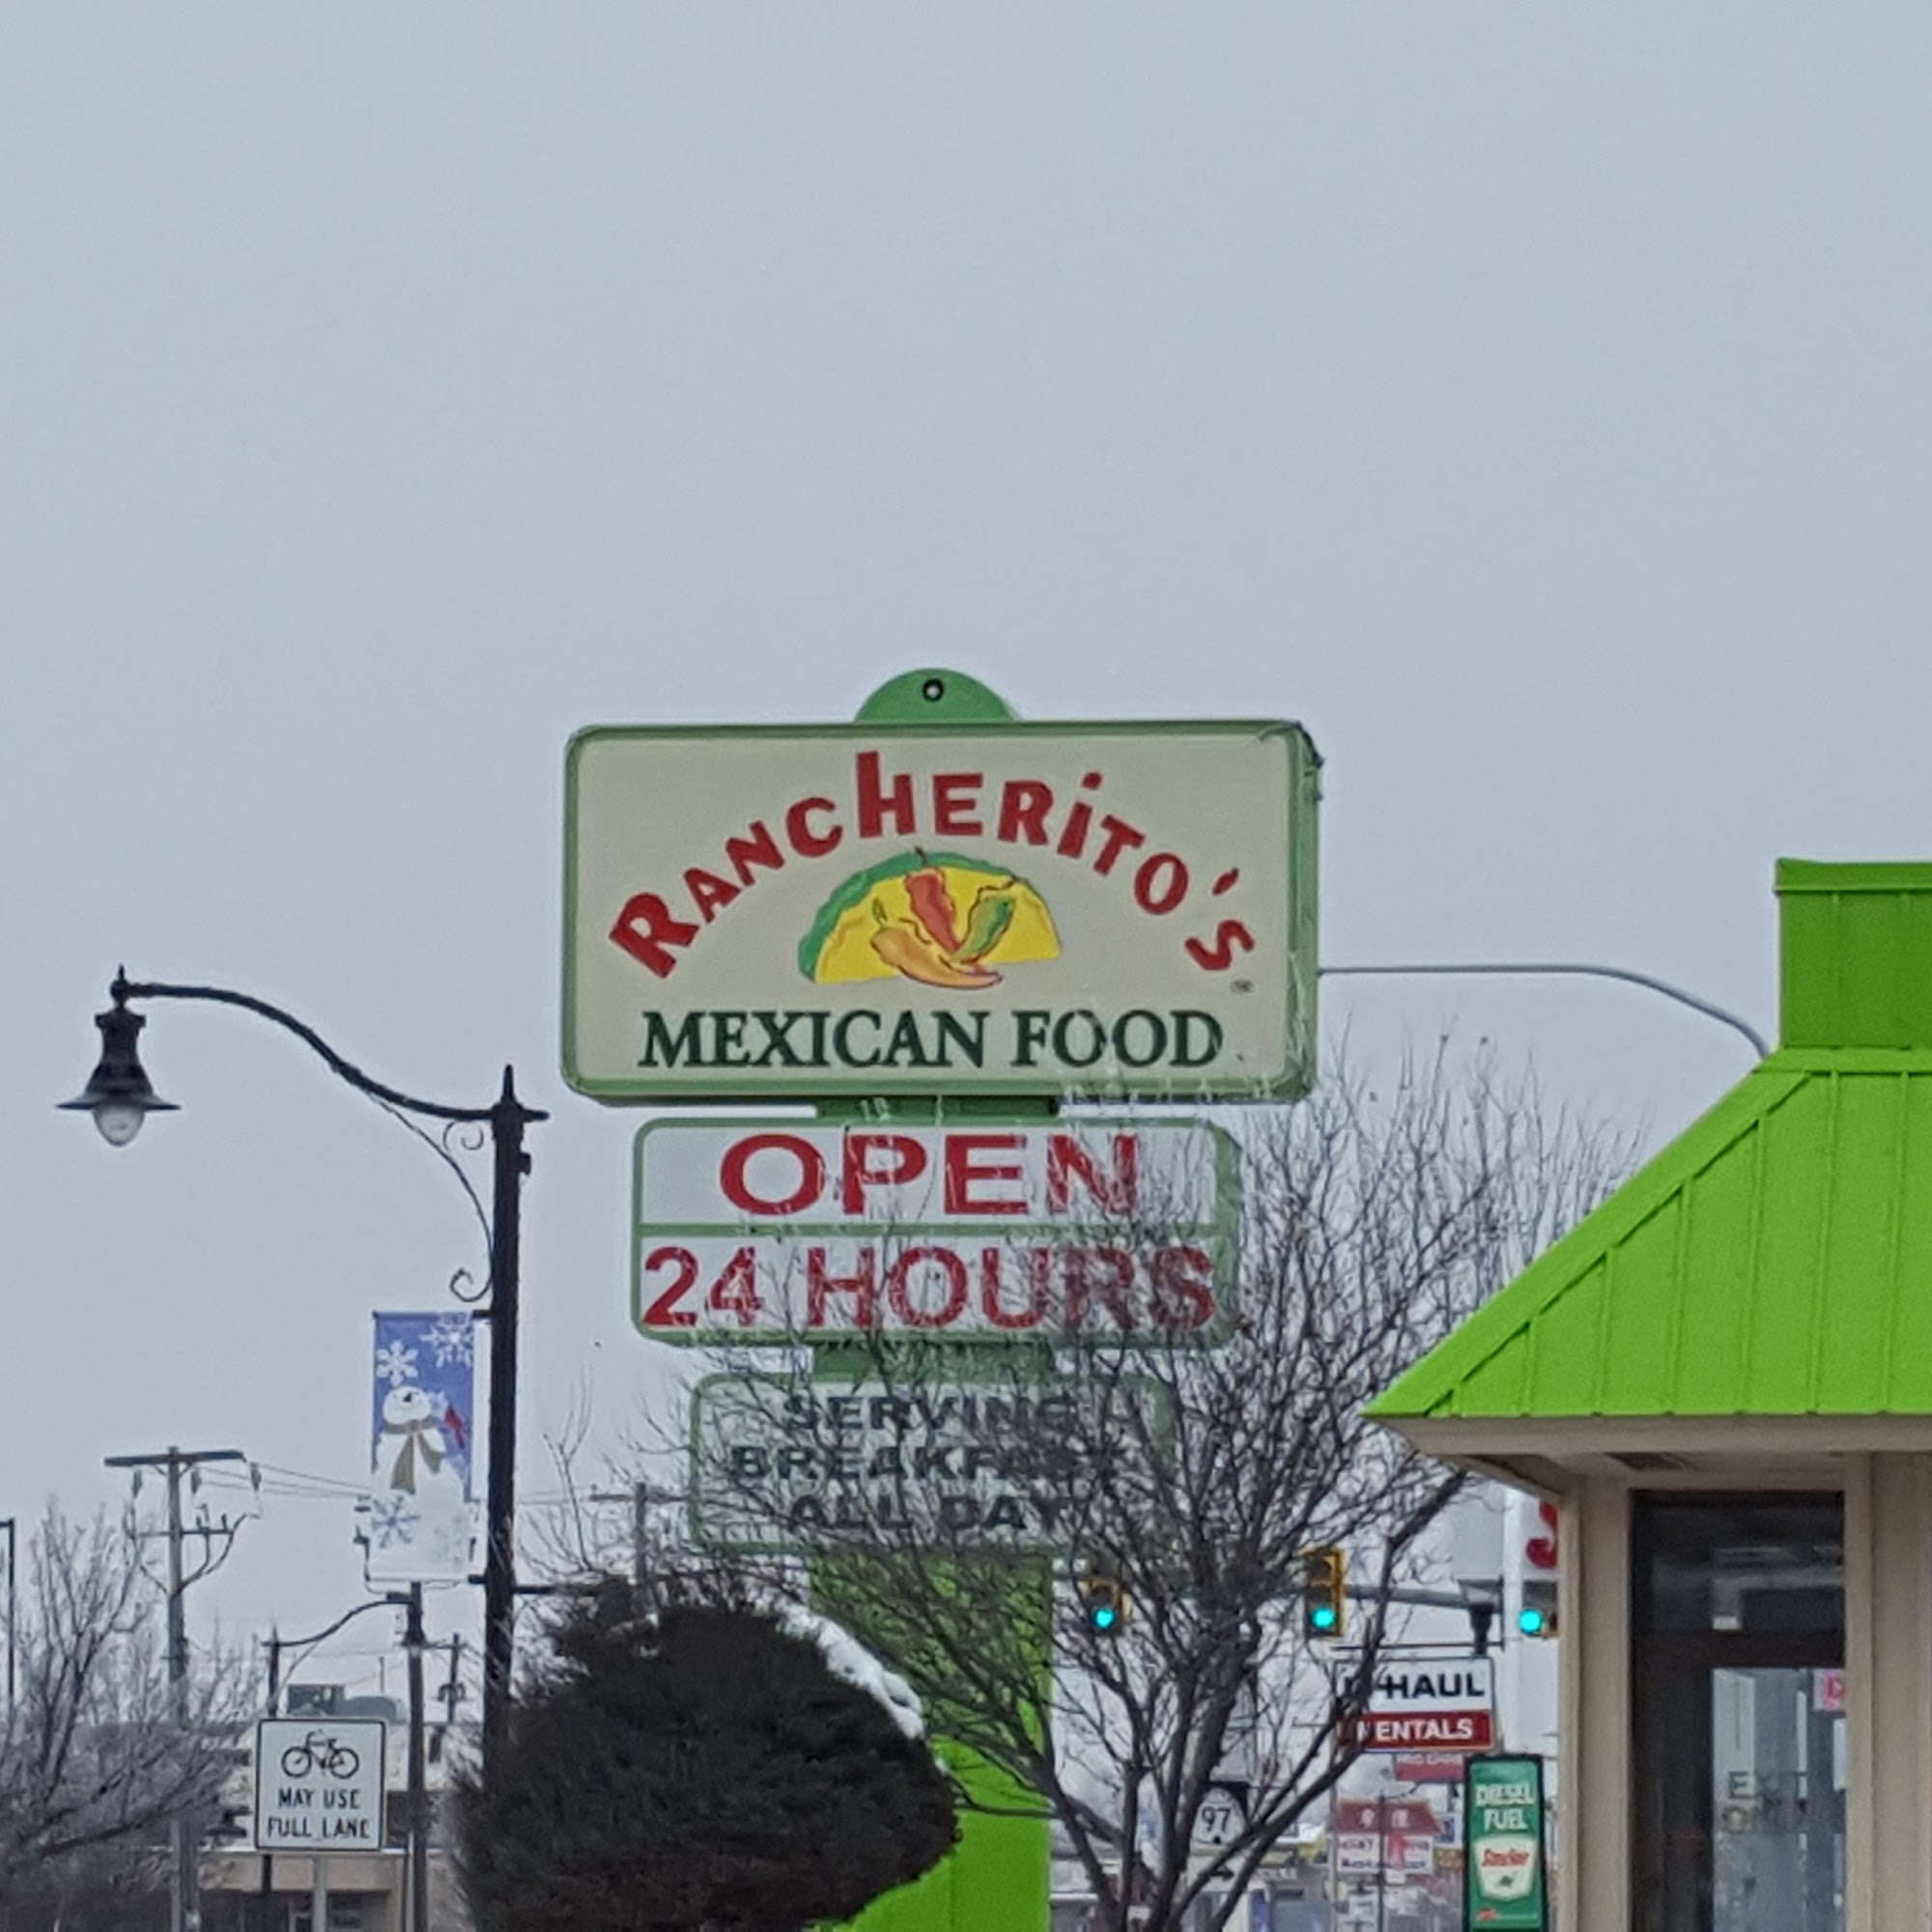 RANCHERITO'S
MEXICAN FOOD
OPEN
24 HOURS
SERVING
BREAKFAST
ALL DAY
U-HAUL
RENTALS
MAY USE
FULL LANE
97
DIESEL
FUEL
Sinclair